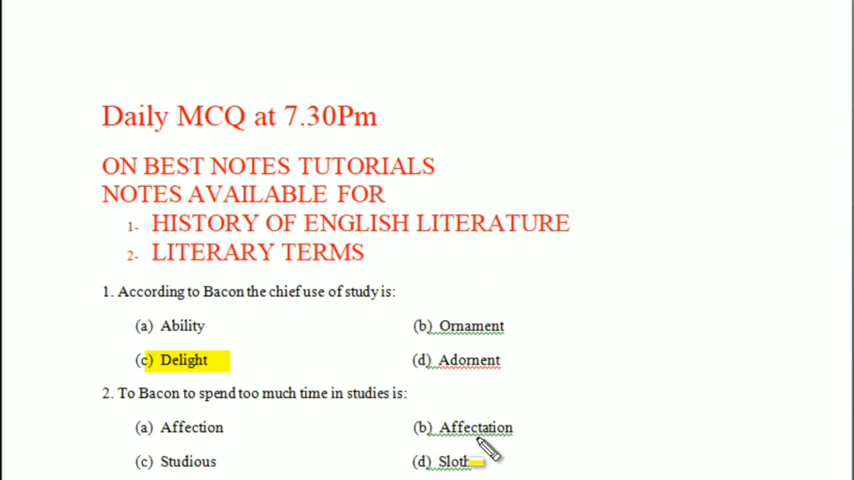 Daily MCQ at 7.30Pm
ON BEST NOTES TUTORIALS
NOTES AVAILABLE FOR
1- HISTORY OF ENGLISH LITERATURE
2- LITERARY TERMS
1. According to Bacon the chief use of study is:
(a) Ability (b) Ornament
(c) Delight (d) Adornent
2. To Bacon to spend too much time in studies is:
(a) Affection (b) Affectation
(c) Studious (d) Sloth